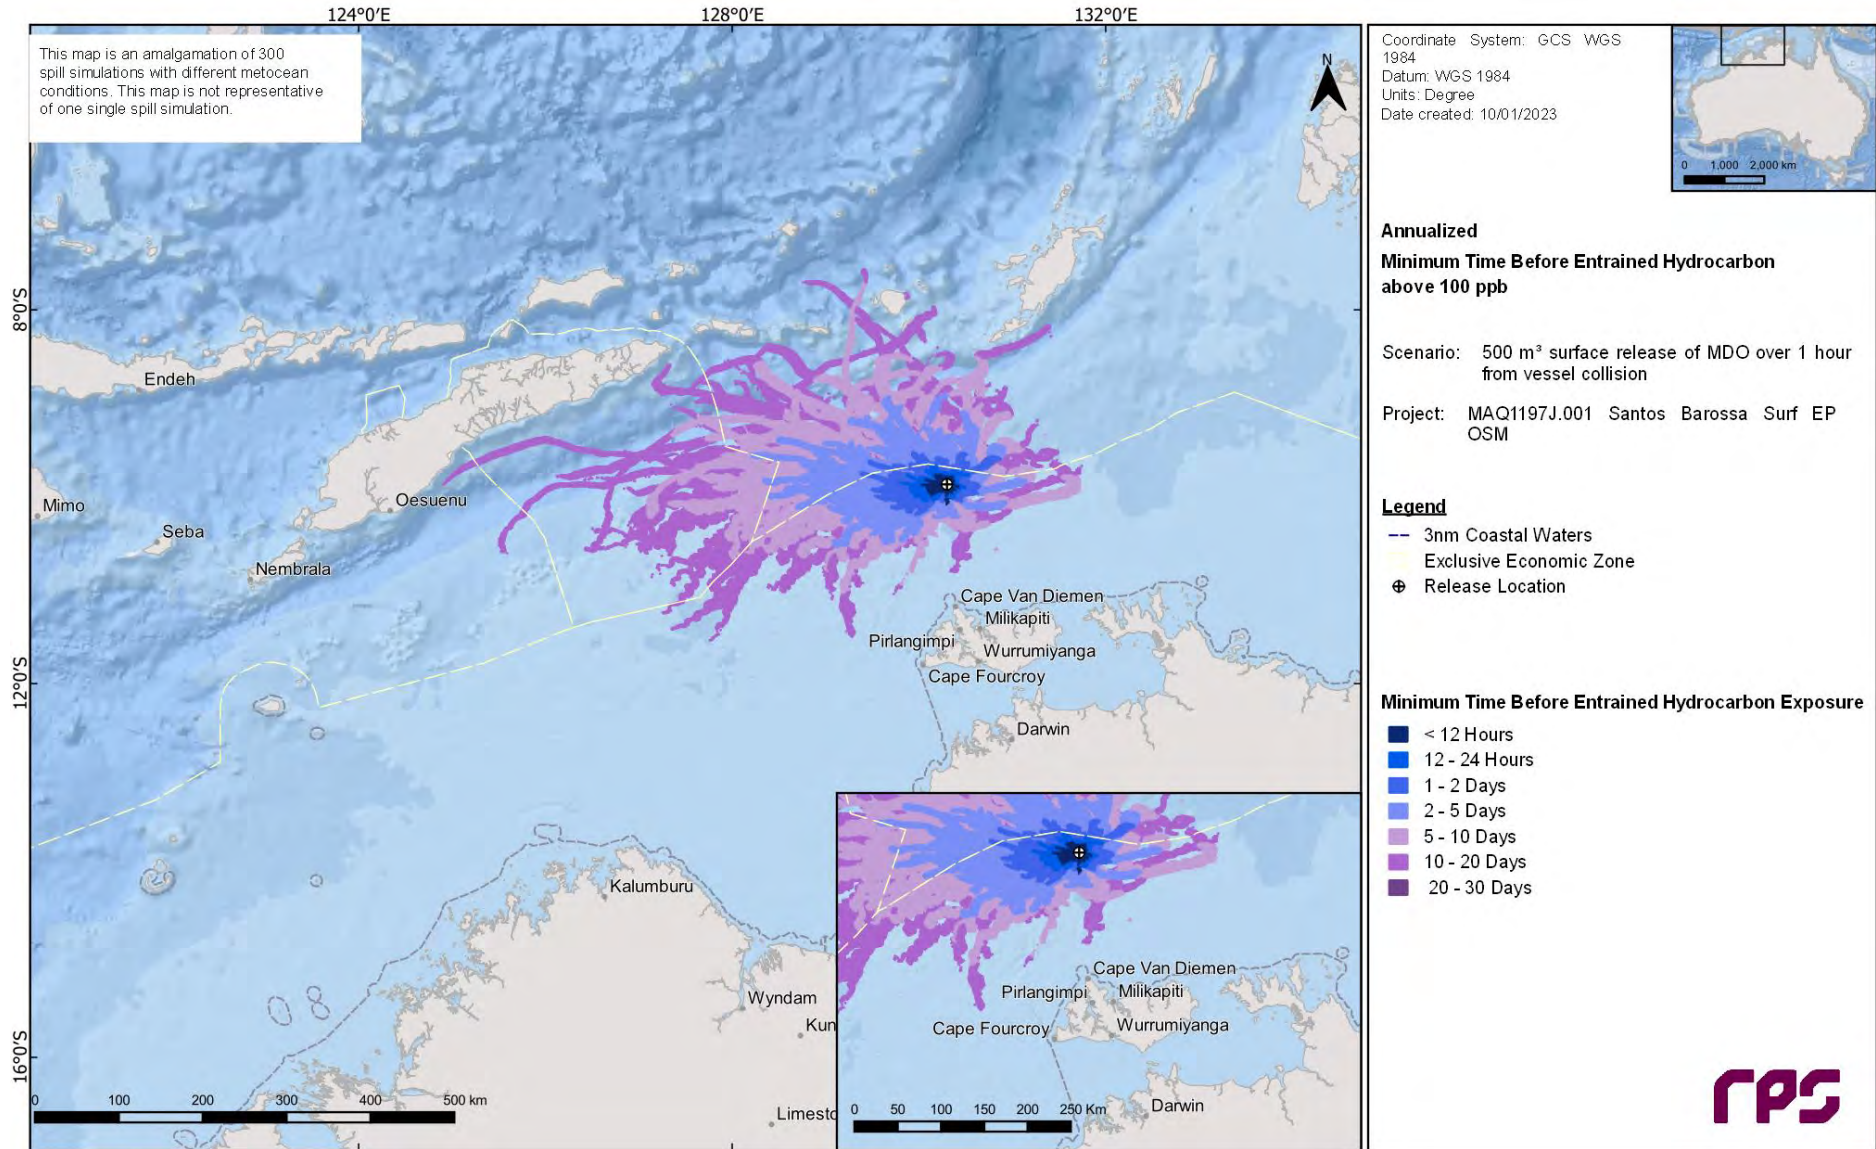 124°0'E
128°0'E
132°0'E
This map is an amalgamation of 300
spill simulations with different metocean
conditions. This map is not representative
of one single spill simulation.
N
8°0'S
12°0'S
16°0'S
Endeh
Mimo
Seba
Oesuenu
Nembrala
Cape Van Diemen
Milikapiti
Pirlangimpi
Wurrumiyanga
Cape Fourcroy
Darwin
Kalumburu
Wyndam
Kun
Limesto
0 100 200 300 400 500 km
Cape Van Diemen
Pirlangimpi
Milikapiti
Cape Fourcroy
Wurrumiyanga
Darwin
0 50 100 150 200 250 Km
Coordinate System: GCS WGS
1984
Datum: WGS 1984
Units: Degree
Date created: 10/01/2023
0 1,000 2,000 km
Annualized
Minimum Time Before Entrained Hydrocarbon
above 100 ppb
Scenario: 500 m³ surface release of MDO over 1 hour
from vessel collision
Project: MAQ1197J.001 Santos Barossa Surf EP
OSM
Legend
3nm Coastal Waters
Exclusive Economic Zone
Release Location
Minimum Time Before Entrained Hydrocarbon Exposure
< 12 Hours
12 - 24 Hours
1 - 2 Days
2 - 5 Days
5 - 10 Days
10 - 20 Days
20 - 30 Days
rps